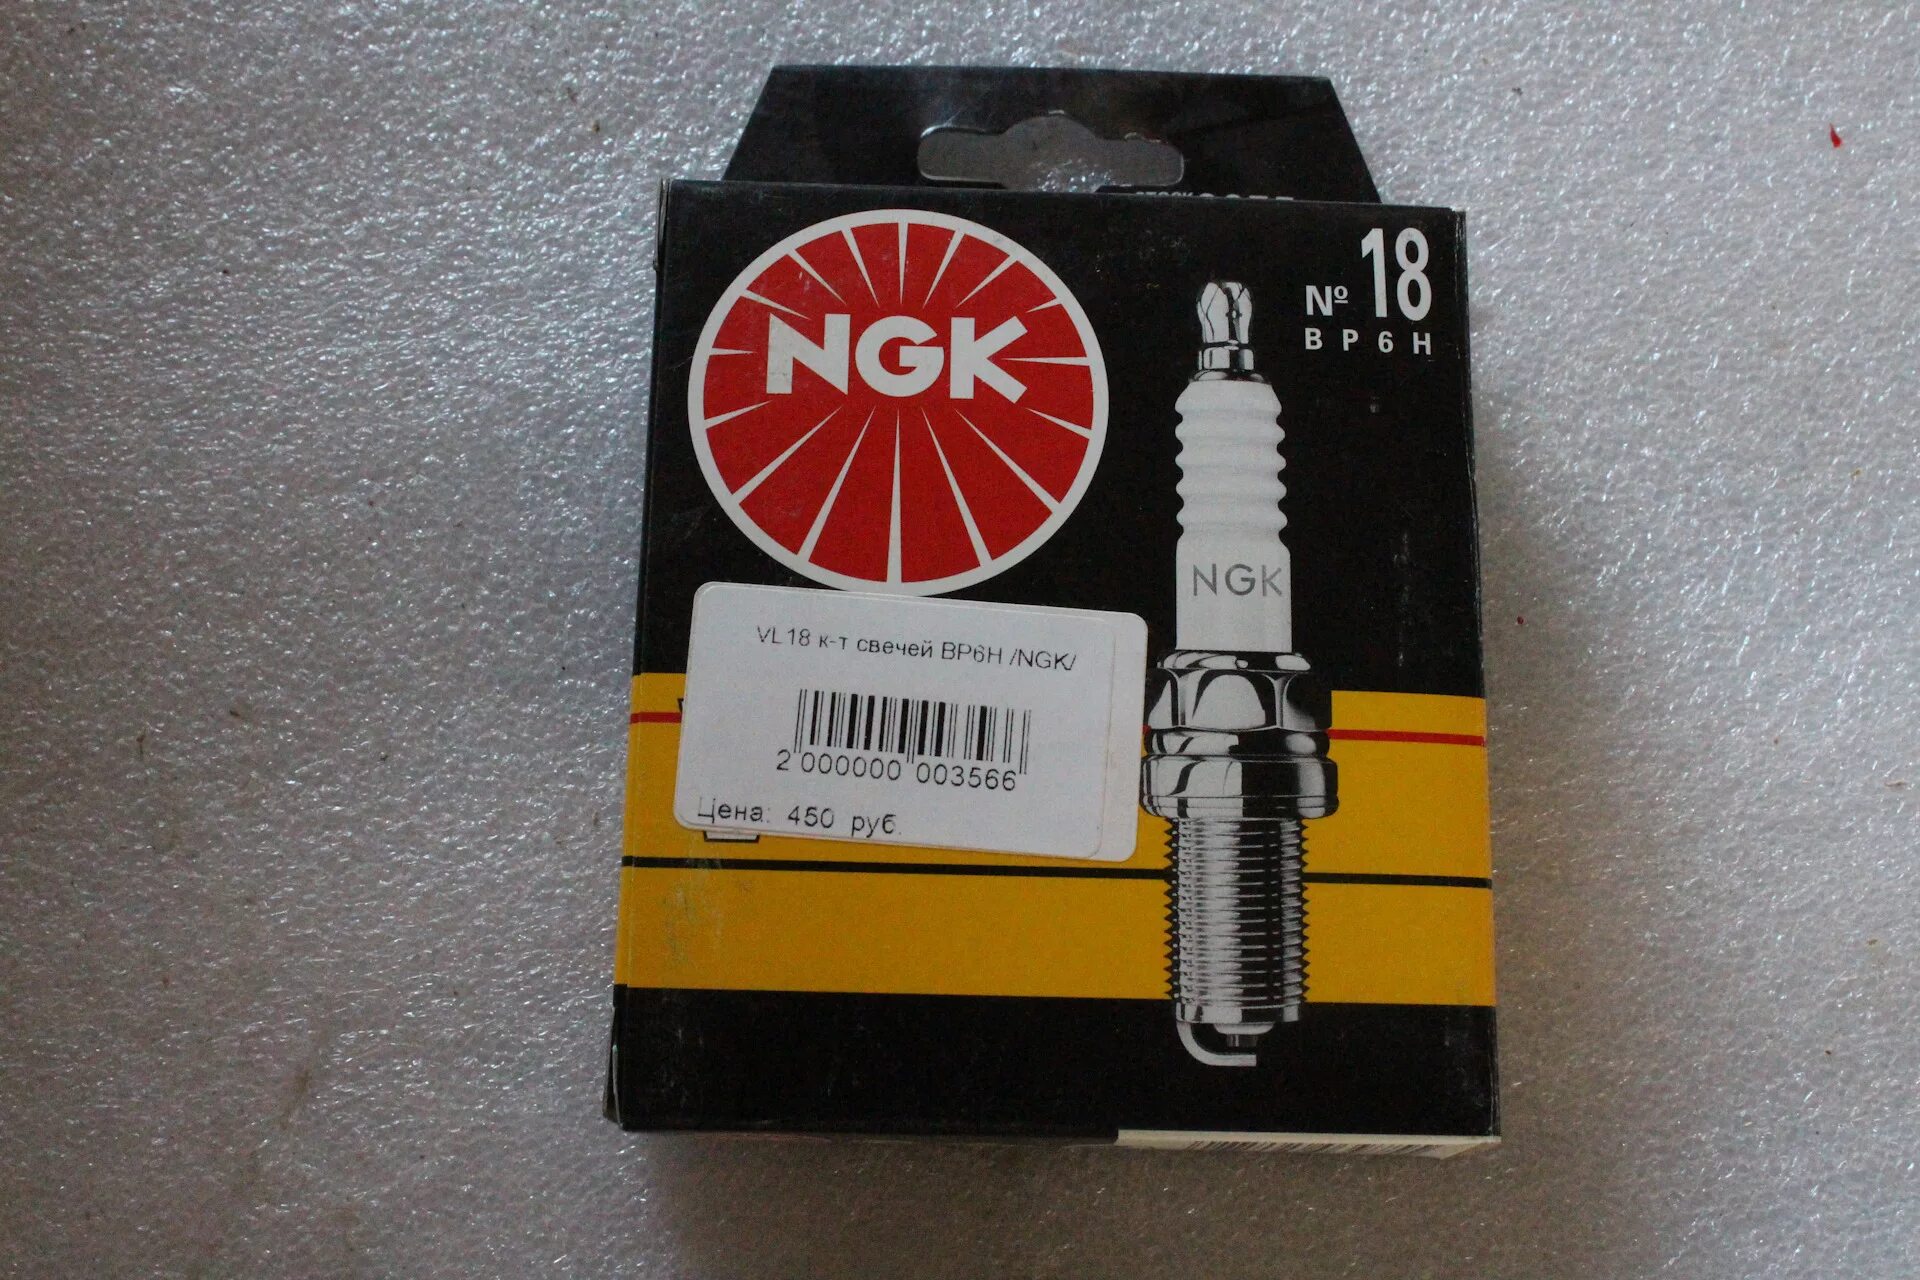 18
Nº
BP6H
NGK
NGK
VL18 к-т свечей BP6H /NGK/
2 000000 003566
Цена: 450 руб.